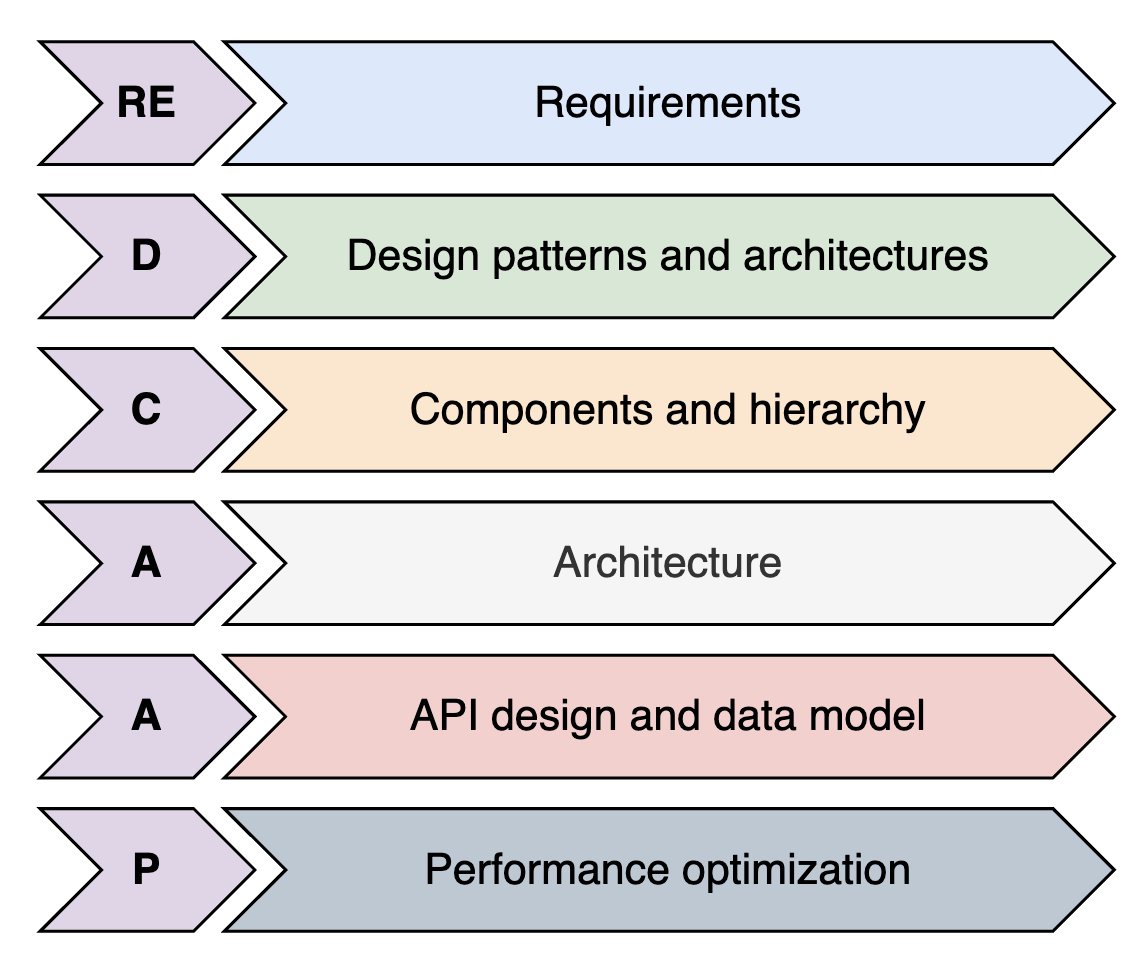 RE
Requirements
D
Design patterns and architectures
C
Components and hierarchy
A
Architecture
A
API design and data model
P
Performance optimization